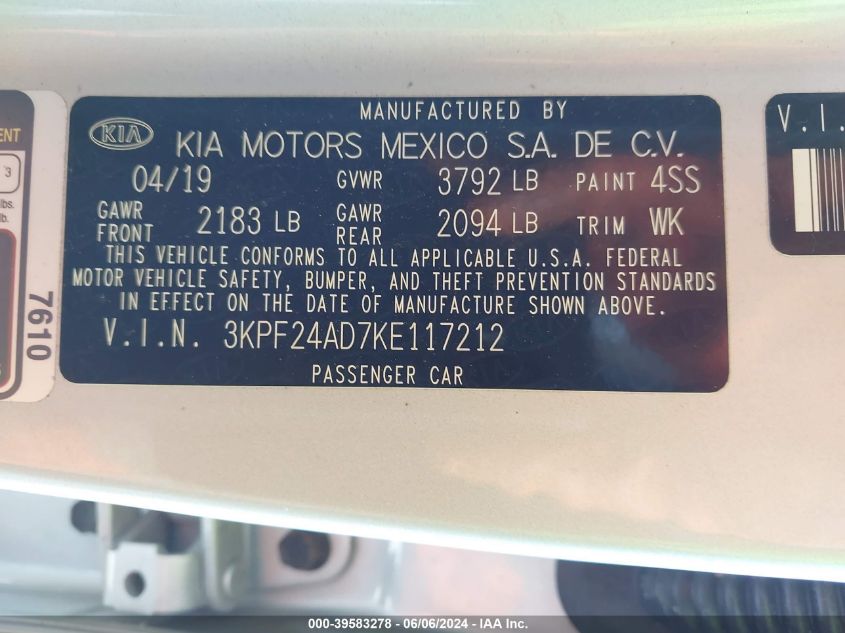 MANUFACTURED BY
KIA KIA MOTORS MEXICO S.A. DE C.V.
04/19 GVWR 3792 LB PAINT 4SS
GAWR FRONT 2183 LB GAWR REAR 2094 LB TRIM WK
THIS VEHICLE CONFORMS TO ALL APPLICABLE U.S.A. FEDERAL
MOTOR VEHICLE SAFETY, BUMPER, AND THEFT PREVENTION STANDARDS
IN EFFECT ON THE DATE OF MANUFACTURE SHOWN ABOVE.
V.I.N. 3KPF24AD7KE117212
PASSENGER CAR
3
lbs.
lb.
7610
V.I.
000-39583278 - 06/06/2024 - IAA Inc.